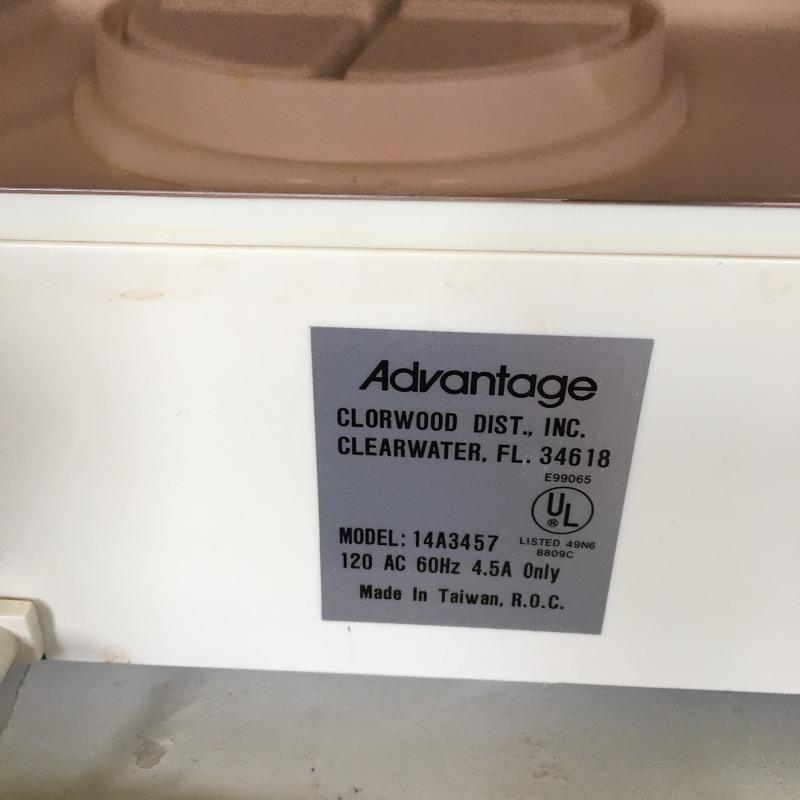 Advantage
CLORWOOD DIST., INC.
CLEARWATER, FL. 34618
E99065
UL
®
MODEL: 14A3457
LISTED 49N6
8809C
120 AC 60Hz 4.5A Only
Made In Taiwan, R.O.C.